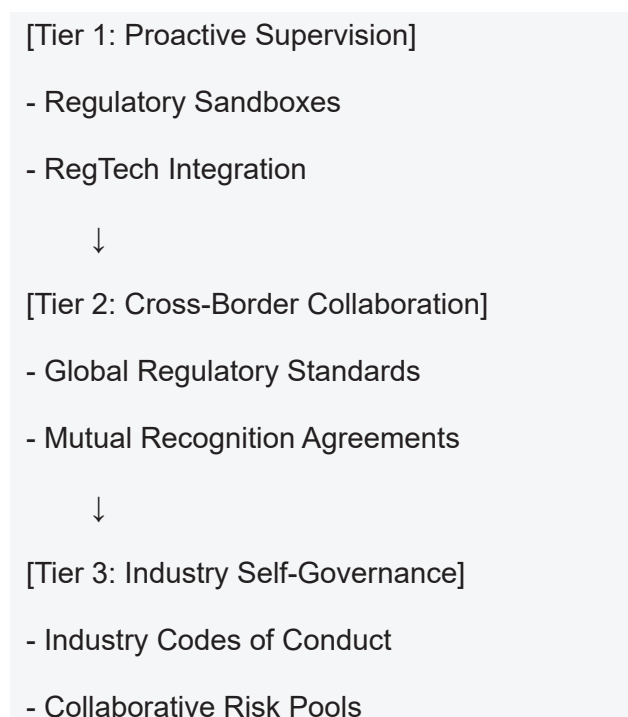 [Tier 1: Proactive Supervision]
- Regulatory Sandboxes
- RegTech Integration
↓
[Tier 2: Cross-Border Collaboration]
- Global Regulatory Standards
- Mutual Recognition Agreements
↓
[Tier 3: Industry Self-Governance]
- Industry Codes of Conduct
- Collaborative Risk Pools